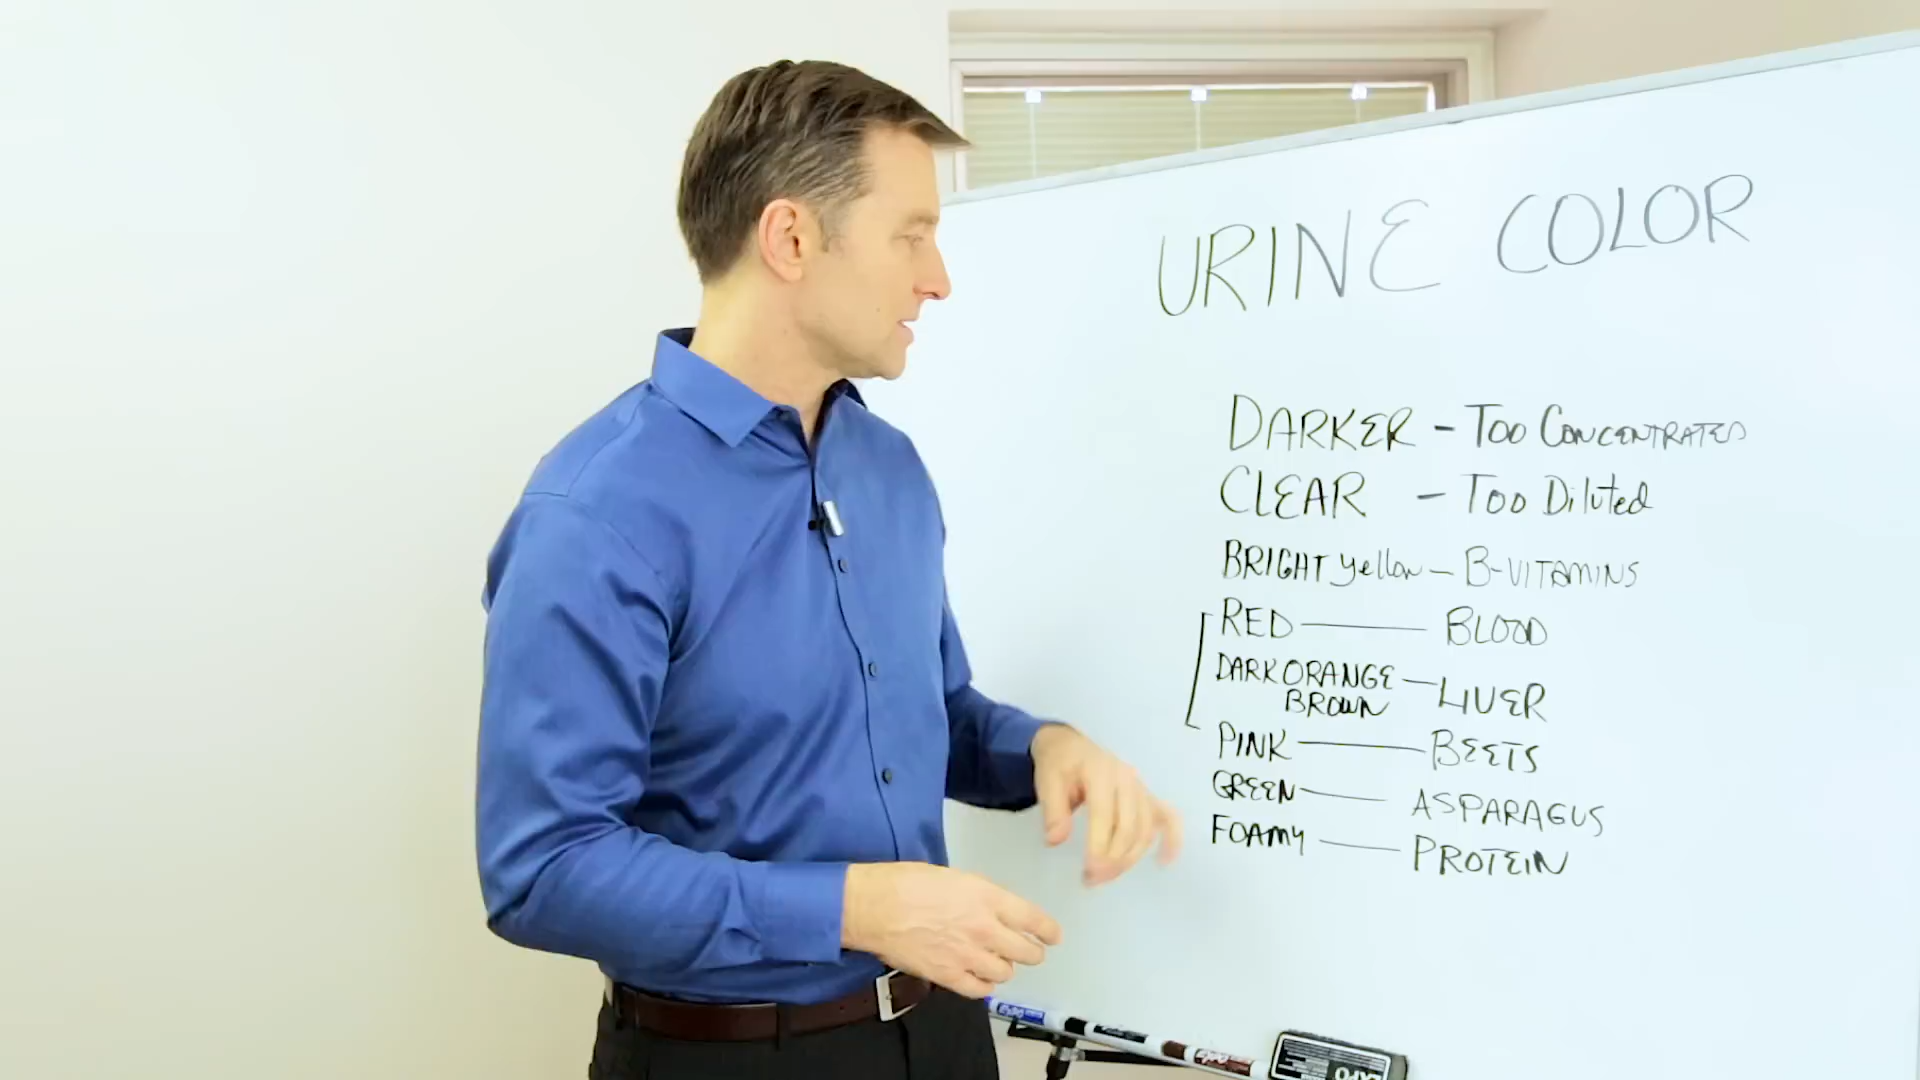 URINE COLOR
DARKER - TOO CONCENTRATED
CLEAR - TOO Diluted
BRIGHT yellow - B-VITAMINS
RED - BLOOD
DARK ORANGE BROWN - LIVER
PINK - BEETS
GREEN - ASPARAGUS
FOAMY - PROTEIN
EXPO